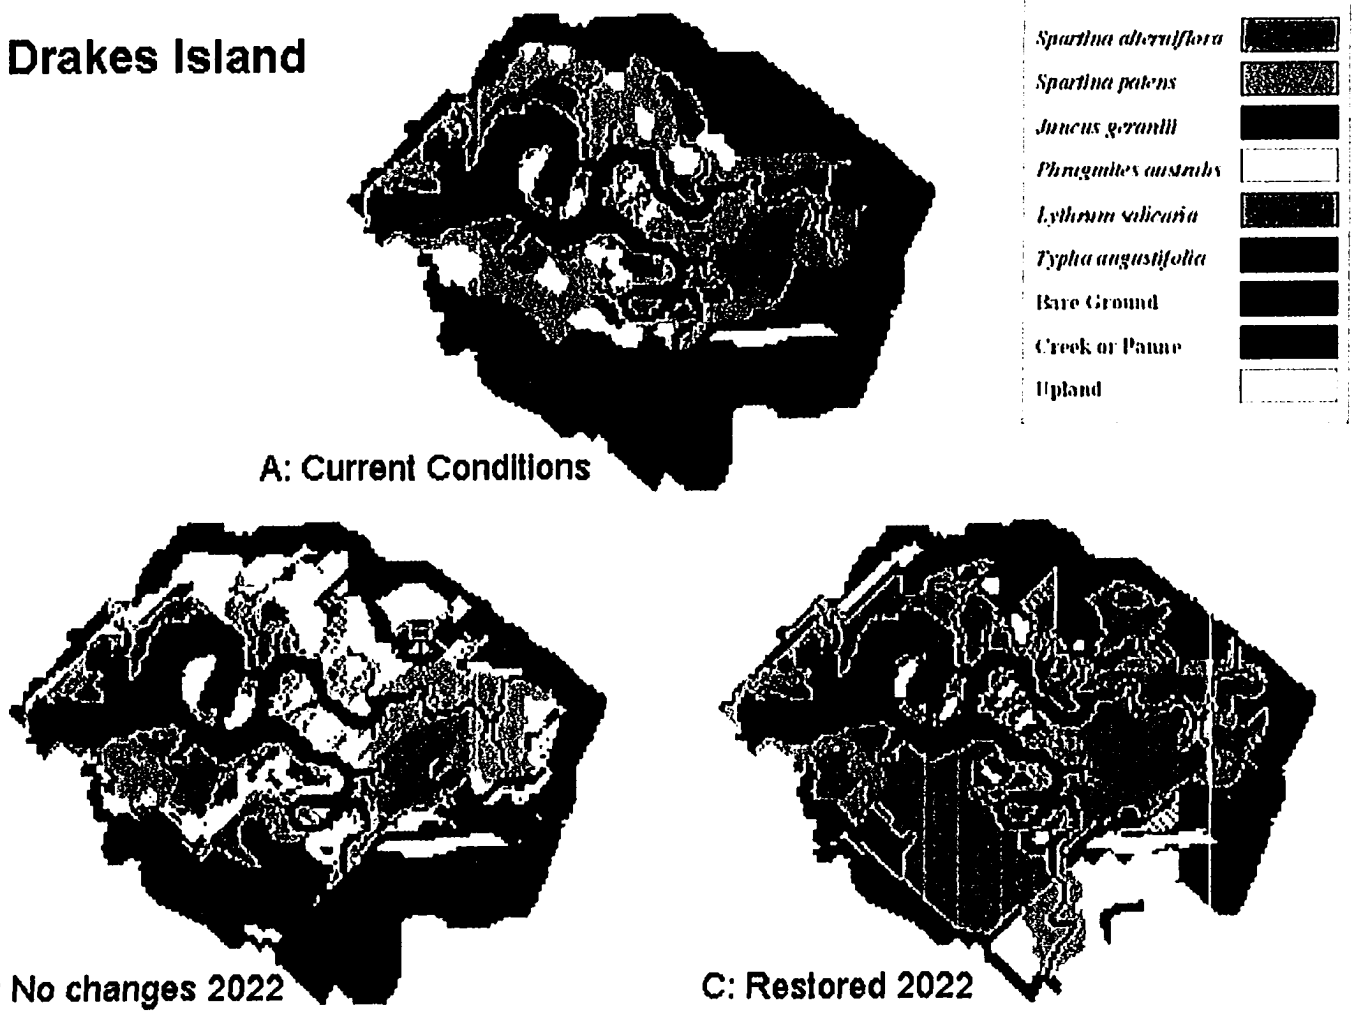 Drakes Island
Spartina alterniflora
Spartina patens
Juncus gerardii
Phragmites australis
Lythrum salicaria
Typha angustifolia
Bare Ground
Creek or Panne
Upland
A: Current Conditions
No changes 2022
C: Restored 2022